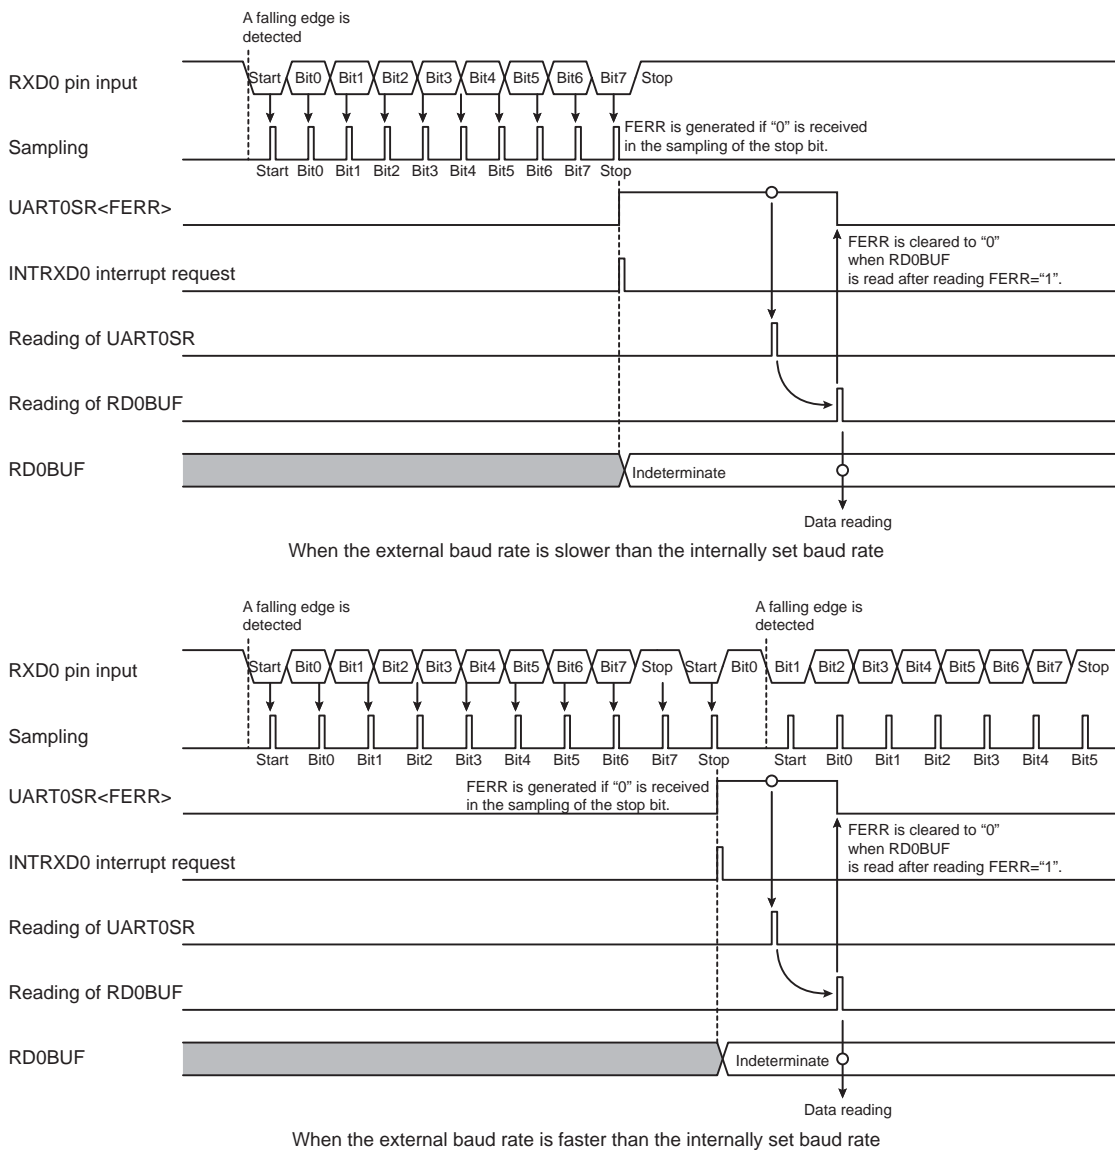 A falling edge is
detected
RXD0 pin input
Start Bit0 Bit1 Bit2 Bit3 Bit4 Bit5 Bit6 Bit7 Stop
FERR is generated if “0” is received
in the sampling of the stop bit.
Sampling
Start Bit0 Bit1 Bit2 Bit3 Bit4 Bit5 Bit6 Bit7 Stop
UART0SR<FERR>
FERR is cleared to “0”
when RD0BUF
is read after reading FERR=“1”.
INTRXD0 interrupt request
Reading of UART0SR
Reading of RD0BUF
RD0BUF
Indeterminate
Data reading
When the external baud rate is slower than the internally set baud rate
A falling edge is
detected
A falling edge is
detected
RXD0 pin input
Start Bit0 Bit1 Bit2 Bit3 Bit4 Bit5 Bit6 Bit7 Stop Start Bit0 Bit1 Bit2 Bit3 Bit4 Bit5 Bit6 Bit7 Stop
Sampling
Start Bit0 Bit1 Bit2 Bit3 Bit4 Bit5 Bit6 Bit7 Stop Start Bit0 Bit1 Bit2 Bit3 Bit4 Bit5
FERR is generated if “0” is received
in the sampling of the stop bit.
UART0SR<FERR>
FERR is cleared to “0”
when RD0BUF
is read after reading FERR=“1”.
INTRXD0 interrupt request
Reading of UART0SR
Reading of RD0BUF
RD0BUF
Indeterminate
Data reading
When the external baud rate is faster than the internally set baud rate